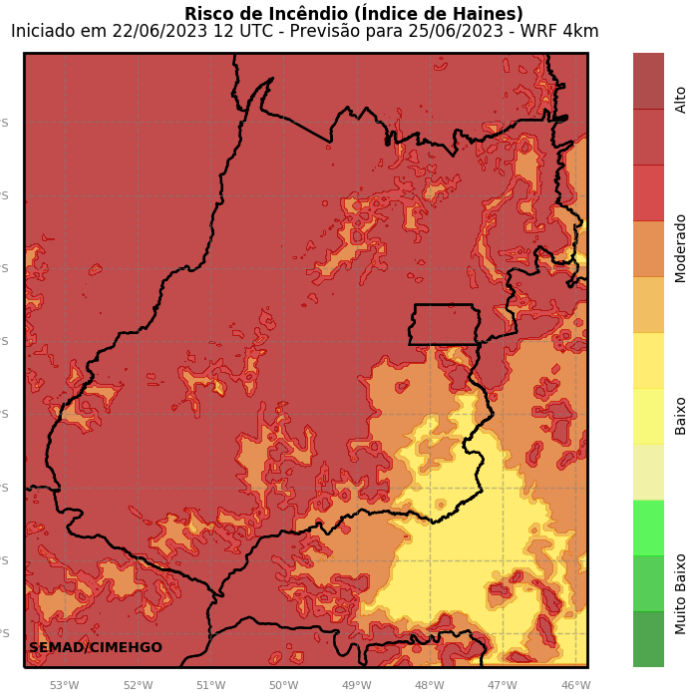 Risco de Incêndio (Índice de Haines)
Iniciado em 22/06/2023 12 UTC - Previsão para 25/06/2023 - WRF 4km
Alto
Moderado
Baixo
Muito Baixo
°S
°S
°S
°S
°S
°S
°S
°S
SEMAD/CIMEHGO
53°W 52°W 51°W 50°W 49°W 48°W 47°W 46°W